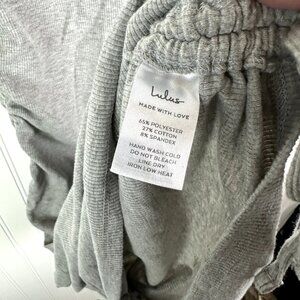 Lulus
MADE WITH LOVE
65% POLYESTER
27% COTTON
8% SPANDEX
HAND WASH COLD
DO NOT BLEACH
LINE DRY
IRON LOW HEAT